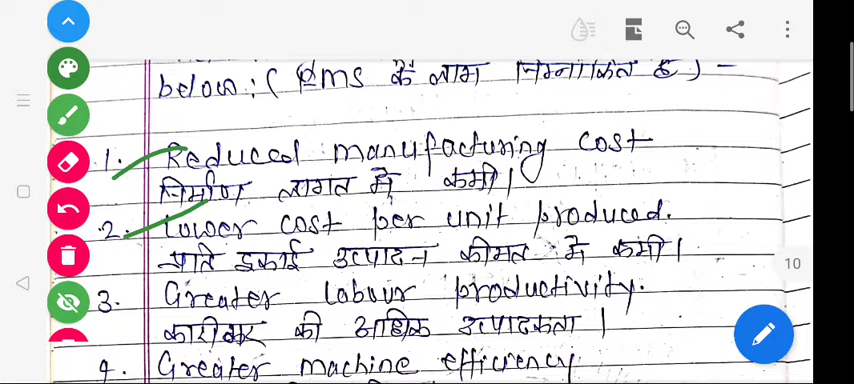 below: ( FMS के लाभ निम्नांकित है ) -
1. Reduced manufacturing cost
निर्माण लागत में कमी।
2. Lower cost per unit produced.
प्रति इकाई उत्पादन कीमत में कमी।
3. Greater labour productivity.
कारीगर की अधिक उत्पादकता।
10
4. Greater machine efficiency